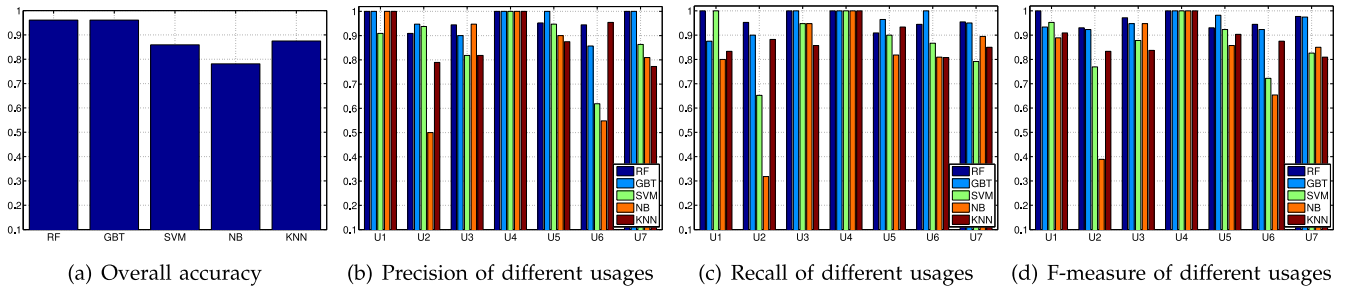 1
0.9
0.8
0.7
0.6
0.5
0.4
0.3
0.2
0.1
RF GBT SVM NB KNN
(a) Overall accuracy
1
0.9
0.8
0.7
0.6
0.5
0.4
0.3
0.2
0.1
U1 U2 U3 U4 U5 U6 U7
RF
GBT
SVM
NB
KNN
(b) Precision of different usages
1
0.9
0.8
0.7
0.6
0.5
0.4
0.3
0.2
0.1
U1 U2 U3 U4 U5 U6 U7
RF
GBT
SVM
NB
KNN
(c) Recall of different usages
1
0.9
0.8
0.7
0.6
0.5
0.4
0.3
0.2
0.1
U1 U2 U3 U4 U5 U6 U7
RF
GBT
SVM
NB
KNN
(d) F-measure of different usages